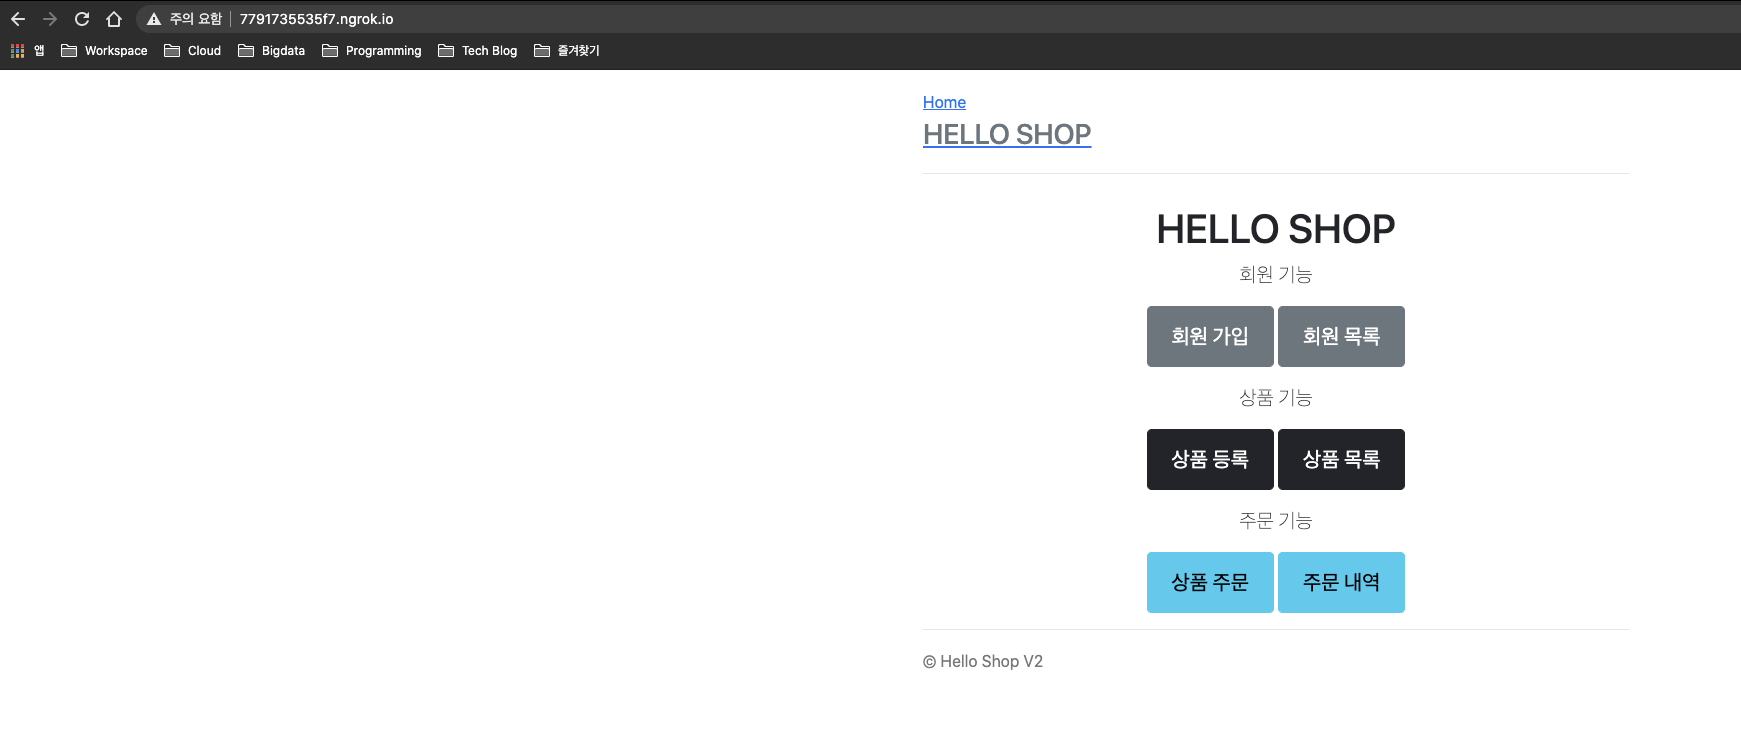 주의 요함 7791735535f7.ngrok.io
앱 Workspace Cloud Bigdata Programming Tech Blog 즐겨찾기
Home
HELLO SHOP
HELLO SHOP
회원 기능
회원 가입 회원 목록
상품 기능
상품 등록 상품 목록
주문 기능
상품 주문 주문 내역
© Hello Shop V2